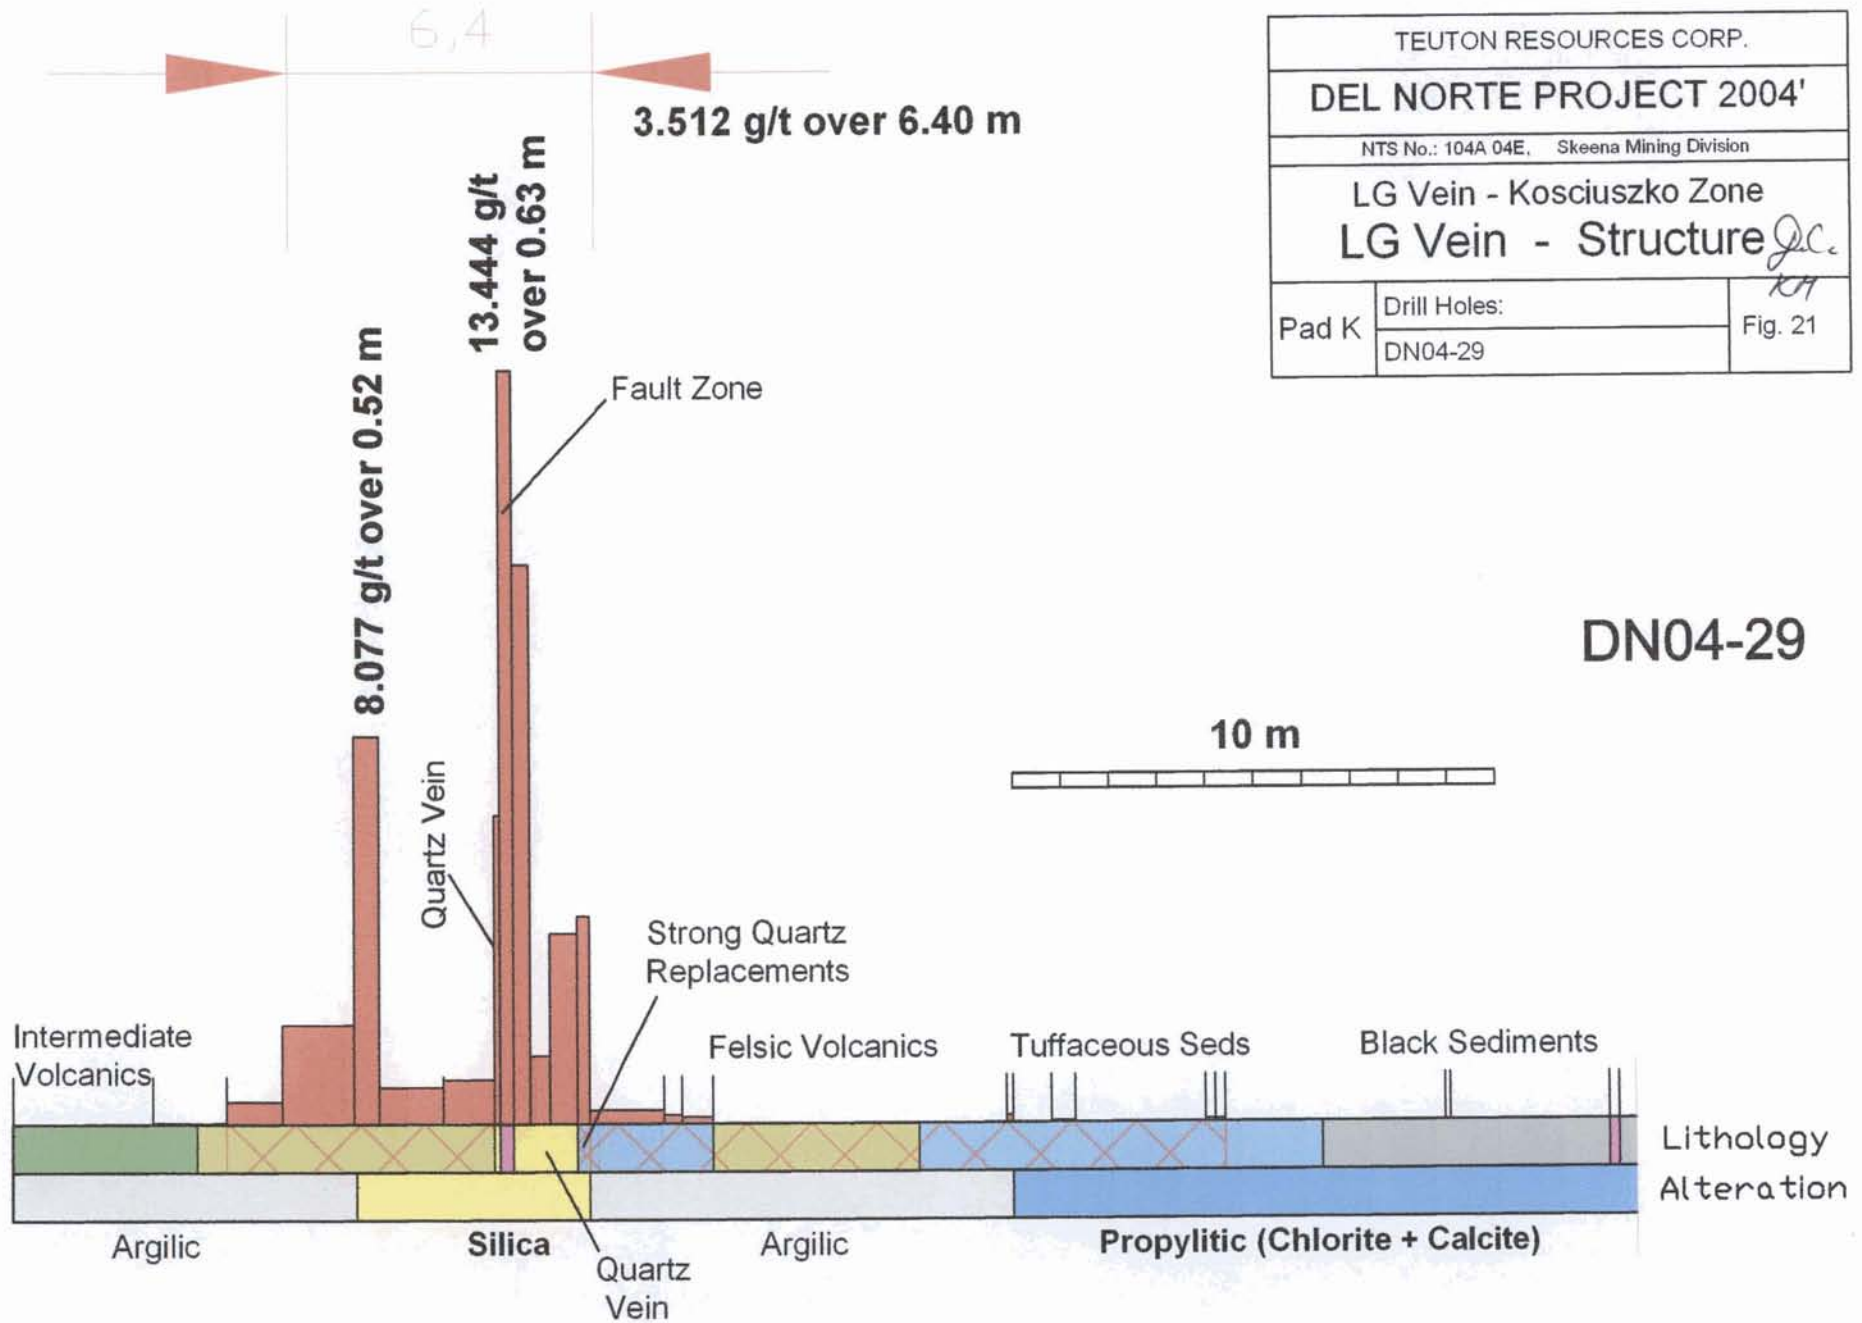 6,4
3.512 g/t over 6.40 m
TEUTON RESOURCES CORP.
DEL NORTE PROJECT 2004'
NTS No.: 104A 04E, Skeena Mining Division
LG Vein - Kosciuszko Zone
LG Vein - Structure
KM
Pad K
Drill Holes:
DN04-29
Fig. 21
13.444 g/t
over 0.63 m
8.077 g/t over 0.52 m
Fault Zone
DN04-29
10 m
Quartz Vein
Strong Quartz
Replacements
Intermediate
Volcanics
Felsic Volcanics
Tuffaceous Seds
Black Sediments
Lithology
Alteration
Argilic
Silica
Argilic
Propylitic (Chlorite + Calcite)
Quartz
Vein